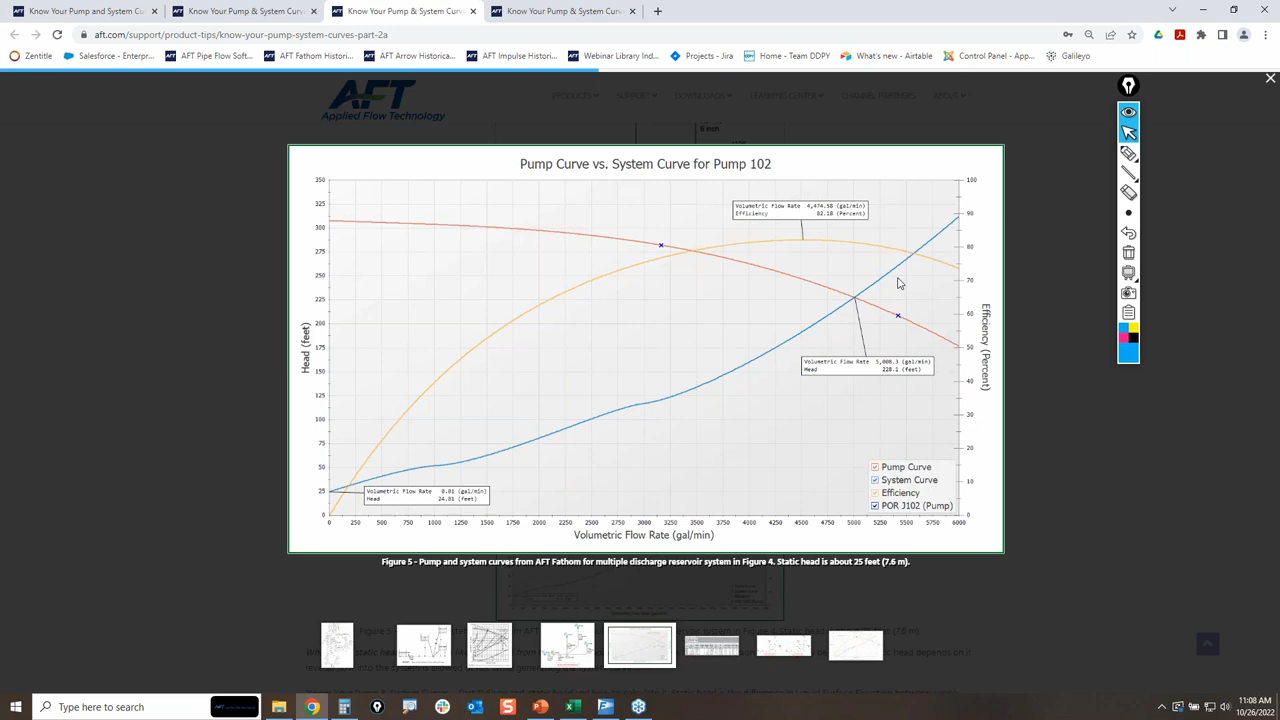 Know Your Pump and System Cu
Know Your Pump & System Curv
Know Your Pump & System Curv
Know Your Pump & System Curv
aft.com/support/product-tips/know-your-pump-system-curves-part-2a
Zentitle
Salesforce - Enterpr...
AFT Pipe Flow Soft...
AFT Fathom Histori...
AFT Arrow Historica...
AFT Impulse Histori...
Webinar Library Ind...
Projects - Jira
Home - Team DDPY
What's new - Airtable
Control Panel - App...
Galileyo
AFT
Applied Flow Technology
PRODUCTS
SUPPORT
DOWNLOADS
LEARNING CENTER
CHANNEL PARTNERS
ABOUT
Pump Curve vs. System Curve for Pump 102
350
325
300
275
250
225
200
175
150
125
100
75
50
25
0
Head (feet)
100
90
80
70
60
50
40
30
20
10
0
Efficiency (Percent)
Volumetric Flow Rate 4,474.58 (gal/min)
Efficiency 82.18 (Percent)
Volumetric Flow Rate 5,008.3 (gal/min)
Head 228.1 (feet)
Volumetric Flow Rate 0.01 (gal/min)
Head 24.81 (feet)
Pump Curve
System Curve
Efficiency
POR J102 (Pump)
0 250 500 750 1000 1250 1500 1750 2000 2250 2500 2750 3000 3250 3500 3750 4000 4250 4500 4750 5000 5250 5500 5750 6000
Volumetric Flow Rate (gal/min)
Figure 5 - Pump and system curves from AFT Fathom for multiple discharge reservoir system in Figure 4. Static head is about 25 feet (7.6 m).
Type here to search
11:08 AM
10/26/2022